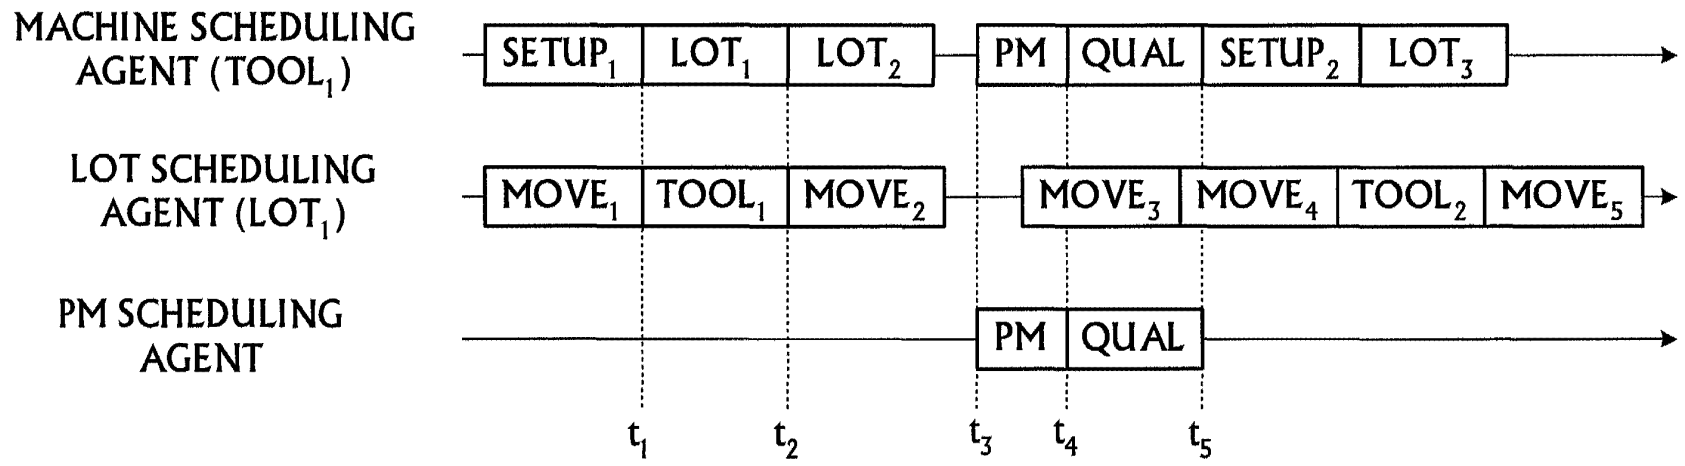 MACHINE SCHEDULING
AGENT (TOOL₁)
SETUP₁ LOT₁ LOT₂ PM QUAL SETUP₂ LOT₃
LOT SCHEDULING
AGENT (LOT₁)
MOVE₁ TOOL₁ MOVE₂ MOVE₃ MOVE₄ TOOL₂ MOVE₅
PM SCHEDULING
AGENT
PM QUAL
t₁ t₂ t₃ t₄ t₅